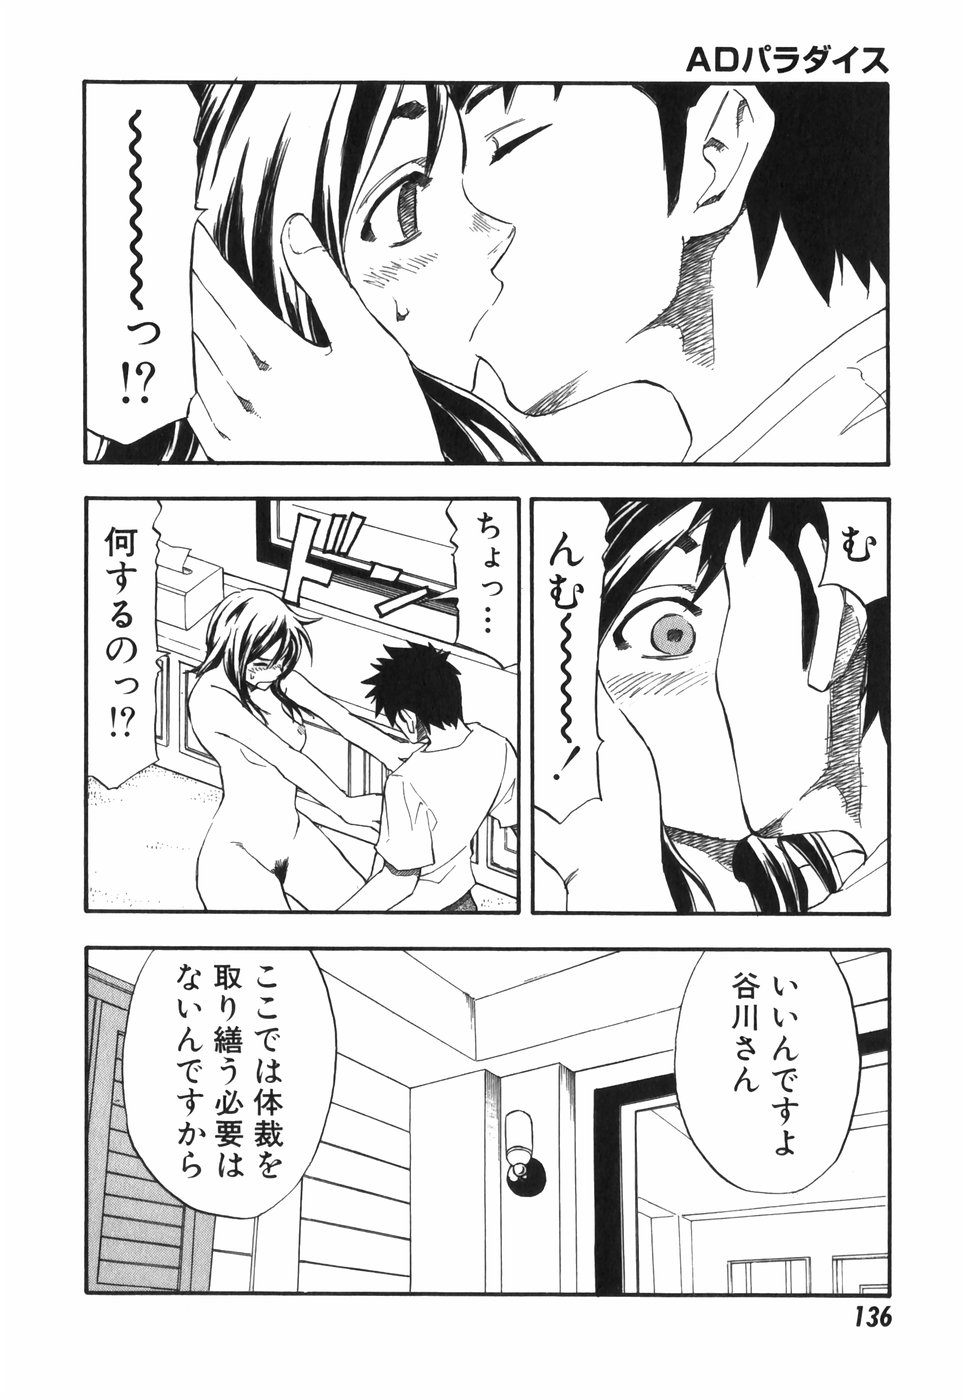 ADパラダイス
～～～～～っ
!?
む
んむ～～～～!
ちょっ…
ドーン
何するのっ!?
いいんですよ
谷川さん
ここでは体裁を
取り繕う必要は
ないんですから
136